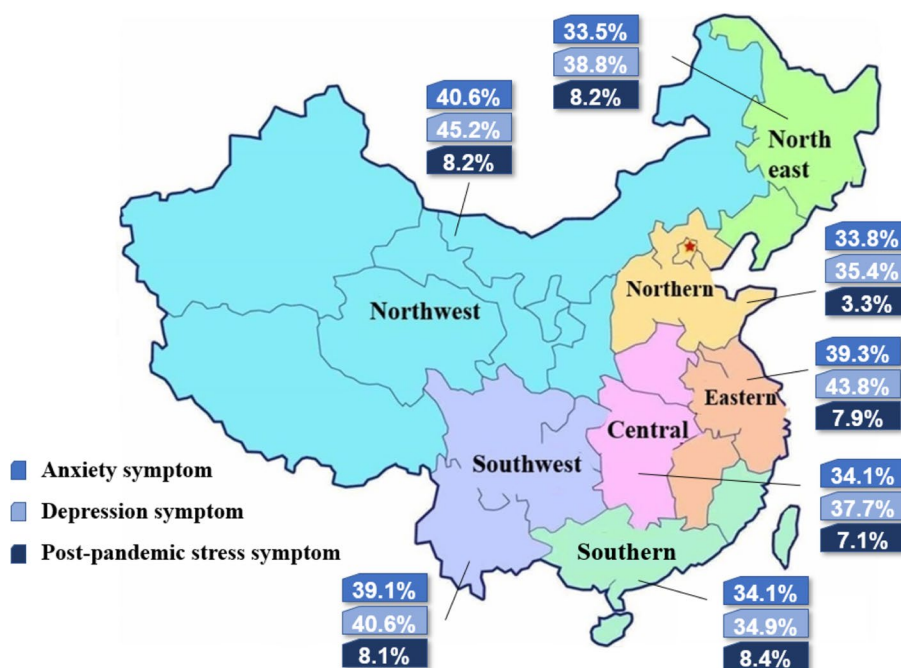 33.5%
38.8%
8.2%
40.6%
45.2%
8.2%
North
east
33.8%
35.4%
3.3%
Northern
Northwest
39.3%
43.8%
7.9%
Eastern
Central
Southwest
34.1%
37.7%
7.1%
Anxiety symptom
Depression symptom
Post-pandemic stress symptom
Southern
39.1%
40.6%
8.1%
34.1%
34.9%
8.4%